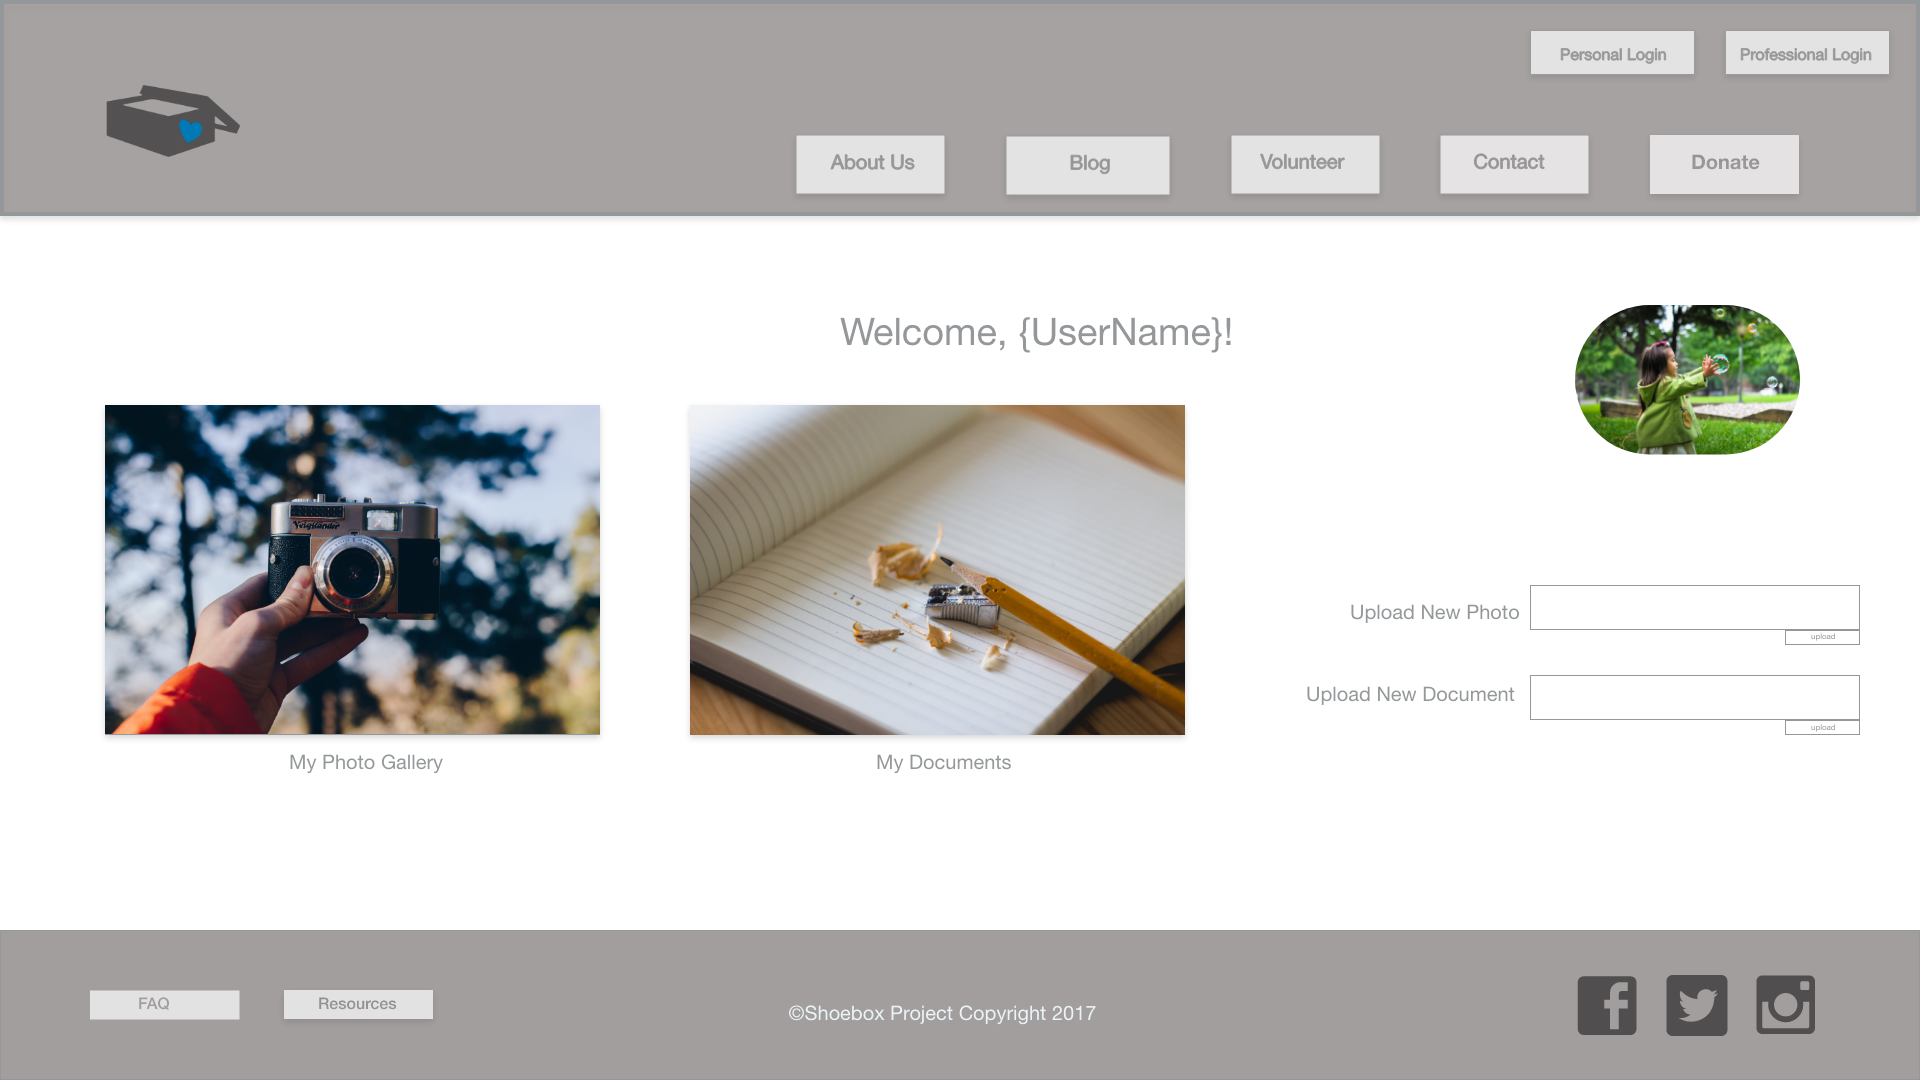 Personal Login
Professional Login
About Us
Blog
Volunteer
Contact
Donate
Welcome, {UserName}!
Voigtländer
Upload New Photo
upload
Upload New Document
upload
My Photo Gallery
My Documents
FAQ
Resources
©Shoebox Project Copyright 2017